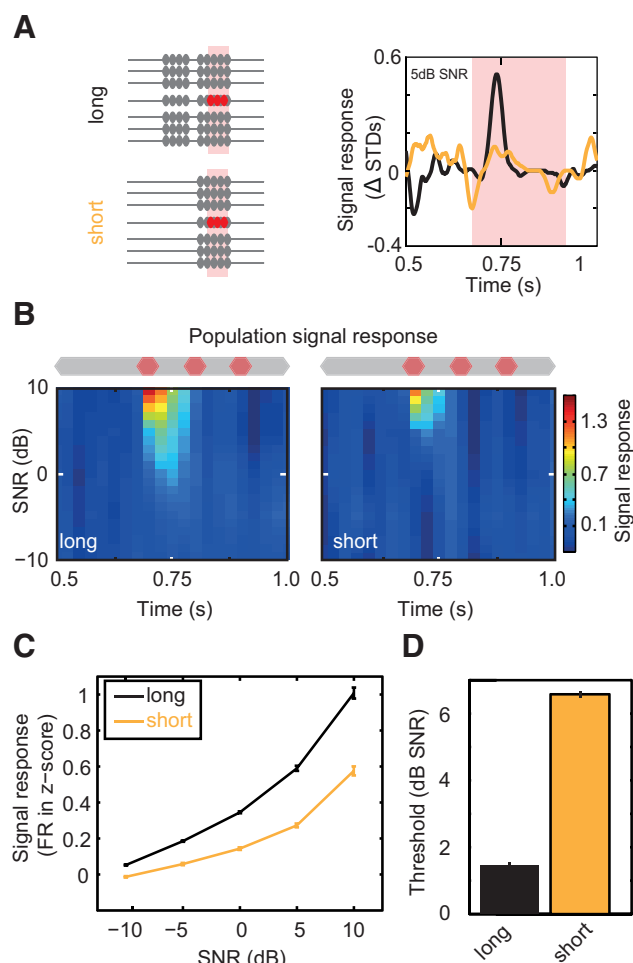 A
long
short
5dB SNR
Signal response
(Δ STDs)
0.6
0
-0.4
0.5
0.75
1
Time (s)
B
Population signal response
SNR (dB)
10
0
−10
long
0.5
0.75
1.0
Time (s)
short
0.5
0.75
1.0
Time (s)
1.3
0.7
0.1
Signal response
C
long
short
Signal response
(FR in z−score)
1
0.8
0.6
0.4
0.2
0
−10
−5
0
5
10
SNR (dB)
D
Threshold (dB SNR)
6
4
2
0
long
short